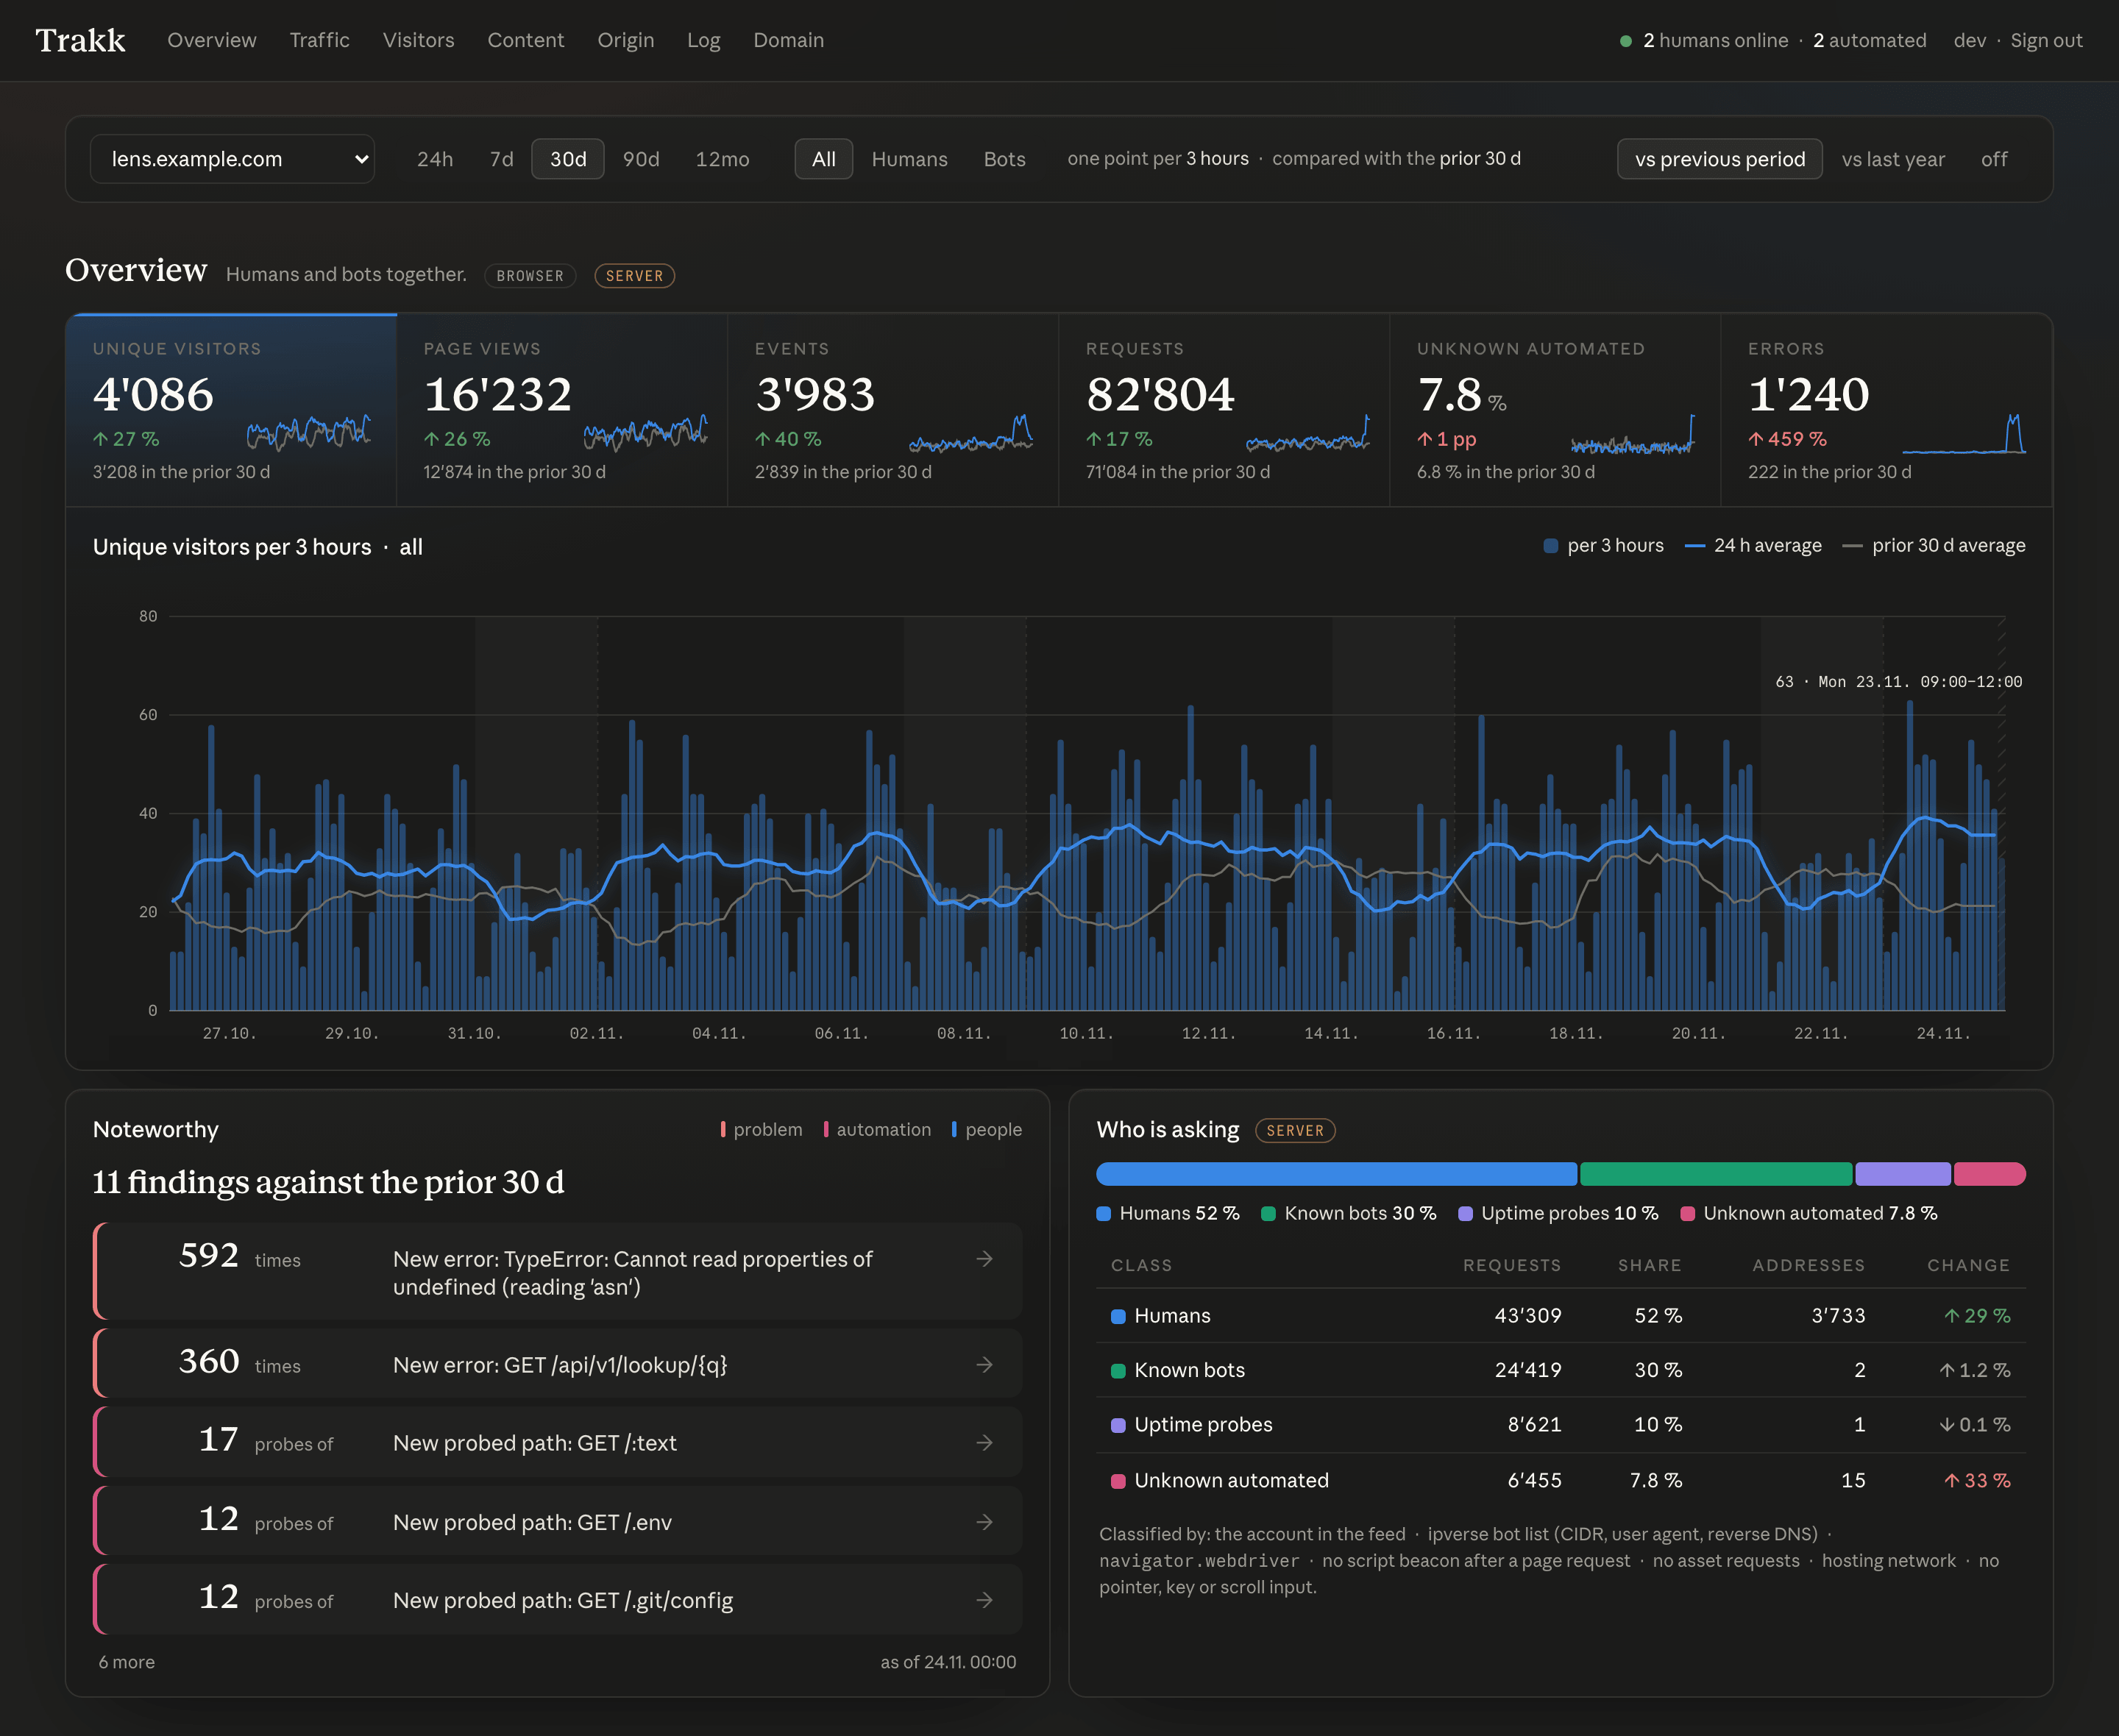 Trakk Overview Traffic Visitors Content Origin Log Domain 2 humans online · 2 automated dev · Sign out
lens.example.com 24h 7d 30d 90d 12mo All Humans Bots one point per 3 hours · compared with the prior 30 d vs previous period vs last year off
Overview Humans and bots together. BROWSER SERVER
UNIQUE VISITORS
4'086
↑ 27 %
3'208 in the prior 30 d
PAGE VIEWS
16'232
↑ 26 %
12'874 in the prior 30 d
EVENTS
3'983
↑ 40 %
2'839 in the prior 30 d
REQUESTS
82'804
↑ 17 %
71'084 in the prior 30 d
UNKNOWN AUTOMATED
7.8 %
↑ 1 pp
6.8 % in the prior 30 d
ERRORS
1'240
↑ 459 %
222 in the prior 30 d
Unique visitors per 3 hours · all per 3 hours 24 h average prior 30 d average
80
63 · Mon 23.11. 09:00–12:00
60
40
20
0
27.10. 29.10. 31.10. 02.11. 04.11. 06.11. 08.11. 10.11. 12.11. 14.11. 16.11. 18.11. 20.11. 22.11. 24.11.
Noteworthy problem automation people
11 findings against the prior 30 d
592 times New error: TypeError: Cannot read properties of
undefined (reading 'asn') →
360 times New error: GET /api/v1/lookup/{q} →
17 probes of New probed path: GET /:text →
12 probes of New probed path: GET /.env →
12 probes of New probed path: GET /.git/config →
6 more as of 24.11. 00:00
Who is asking SERVER
Humans 52 % Known bots 30 % Uptime probes 10 % Unknown automated 7.8 %
CLASS REQUESTS SHARE ADDRESSES CHANGE
Humans 43'309 52 % 3'733 ↑ 29 %
Known bots 24'419 30 % 2 ↑ 1.2 %
Uptime probes 8'621 10 % 1 ↓ 0.1 %
Unknown automated 6'455 7.8 % 15 ↑ 33 %
Classified by: the account in the feed · ipverse bot list (CIDR, user agent, reverse DNS) ·
navigator.webdriver · no script beacon after a page request · no asset requests · hosting network · no
pointer, key or scroll input.